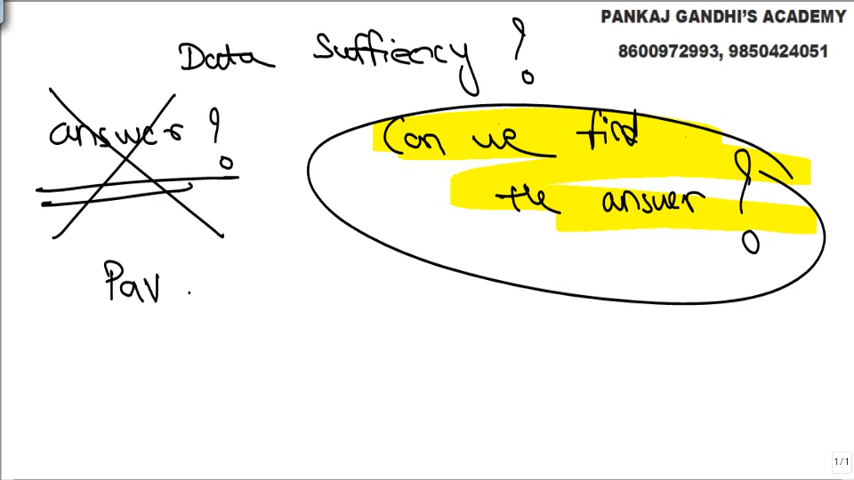 PANKAJ GANDHI'S ACADEMY
8600972993, 9850424051
Data Suffiency ?
answer ?
Can we find
the answer ?
Pav
1/1